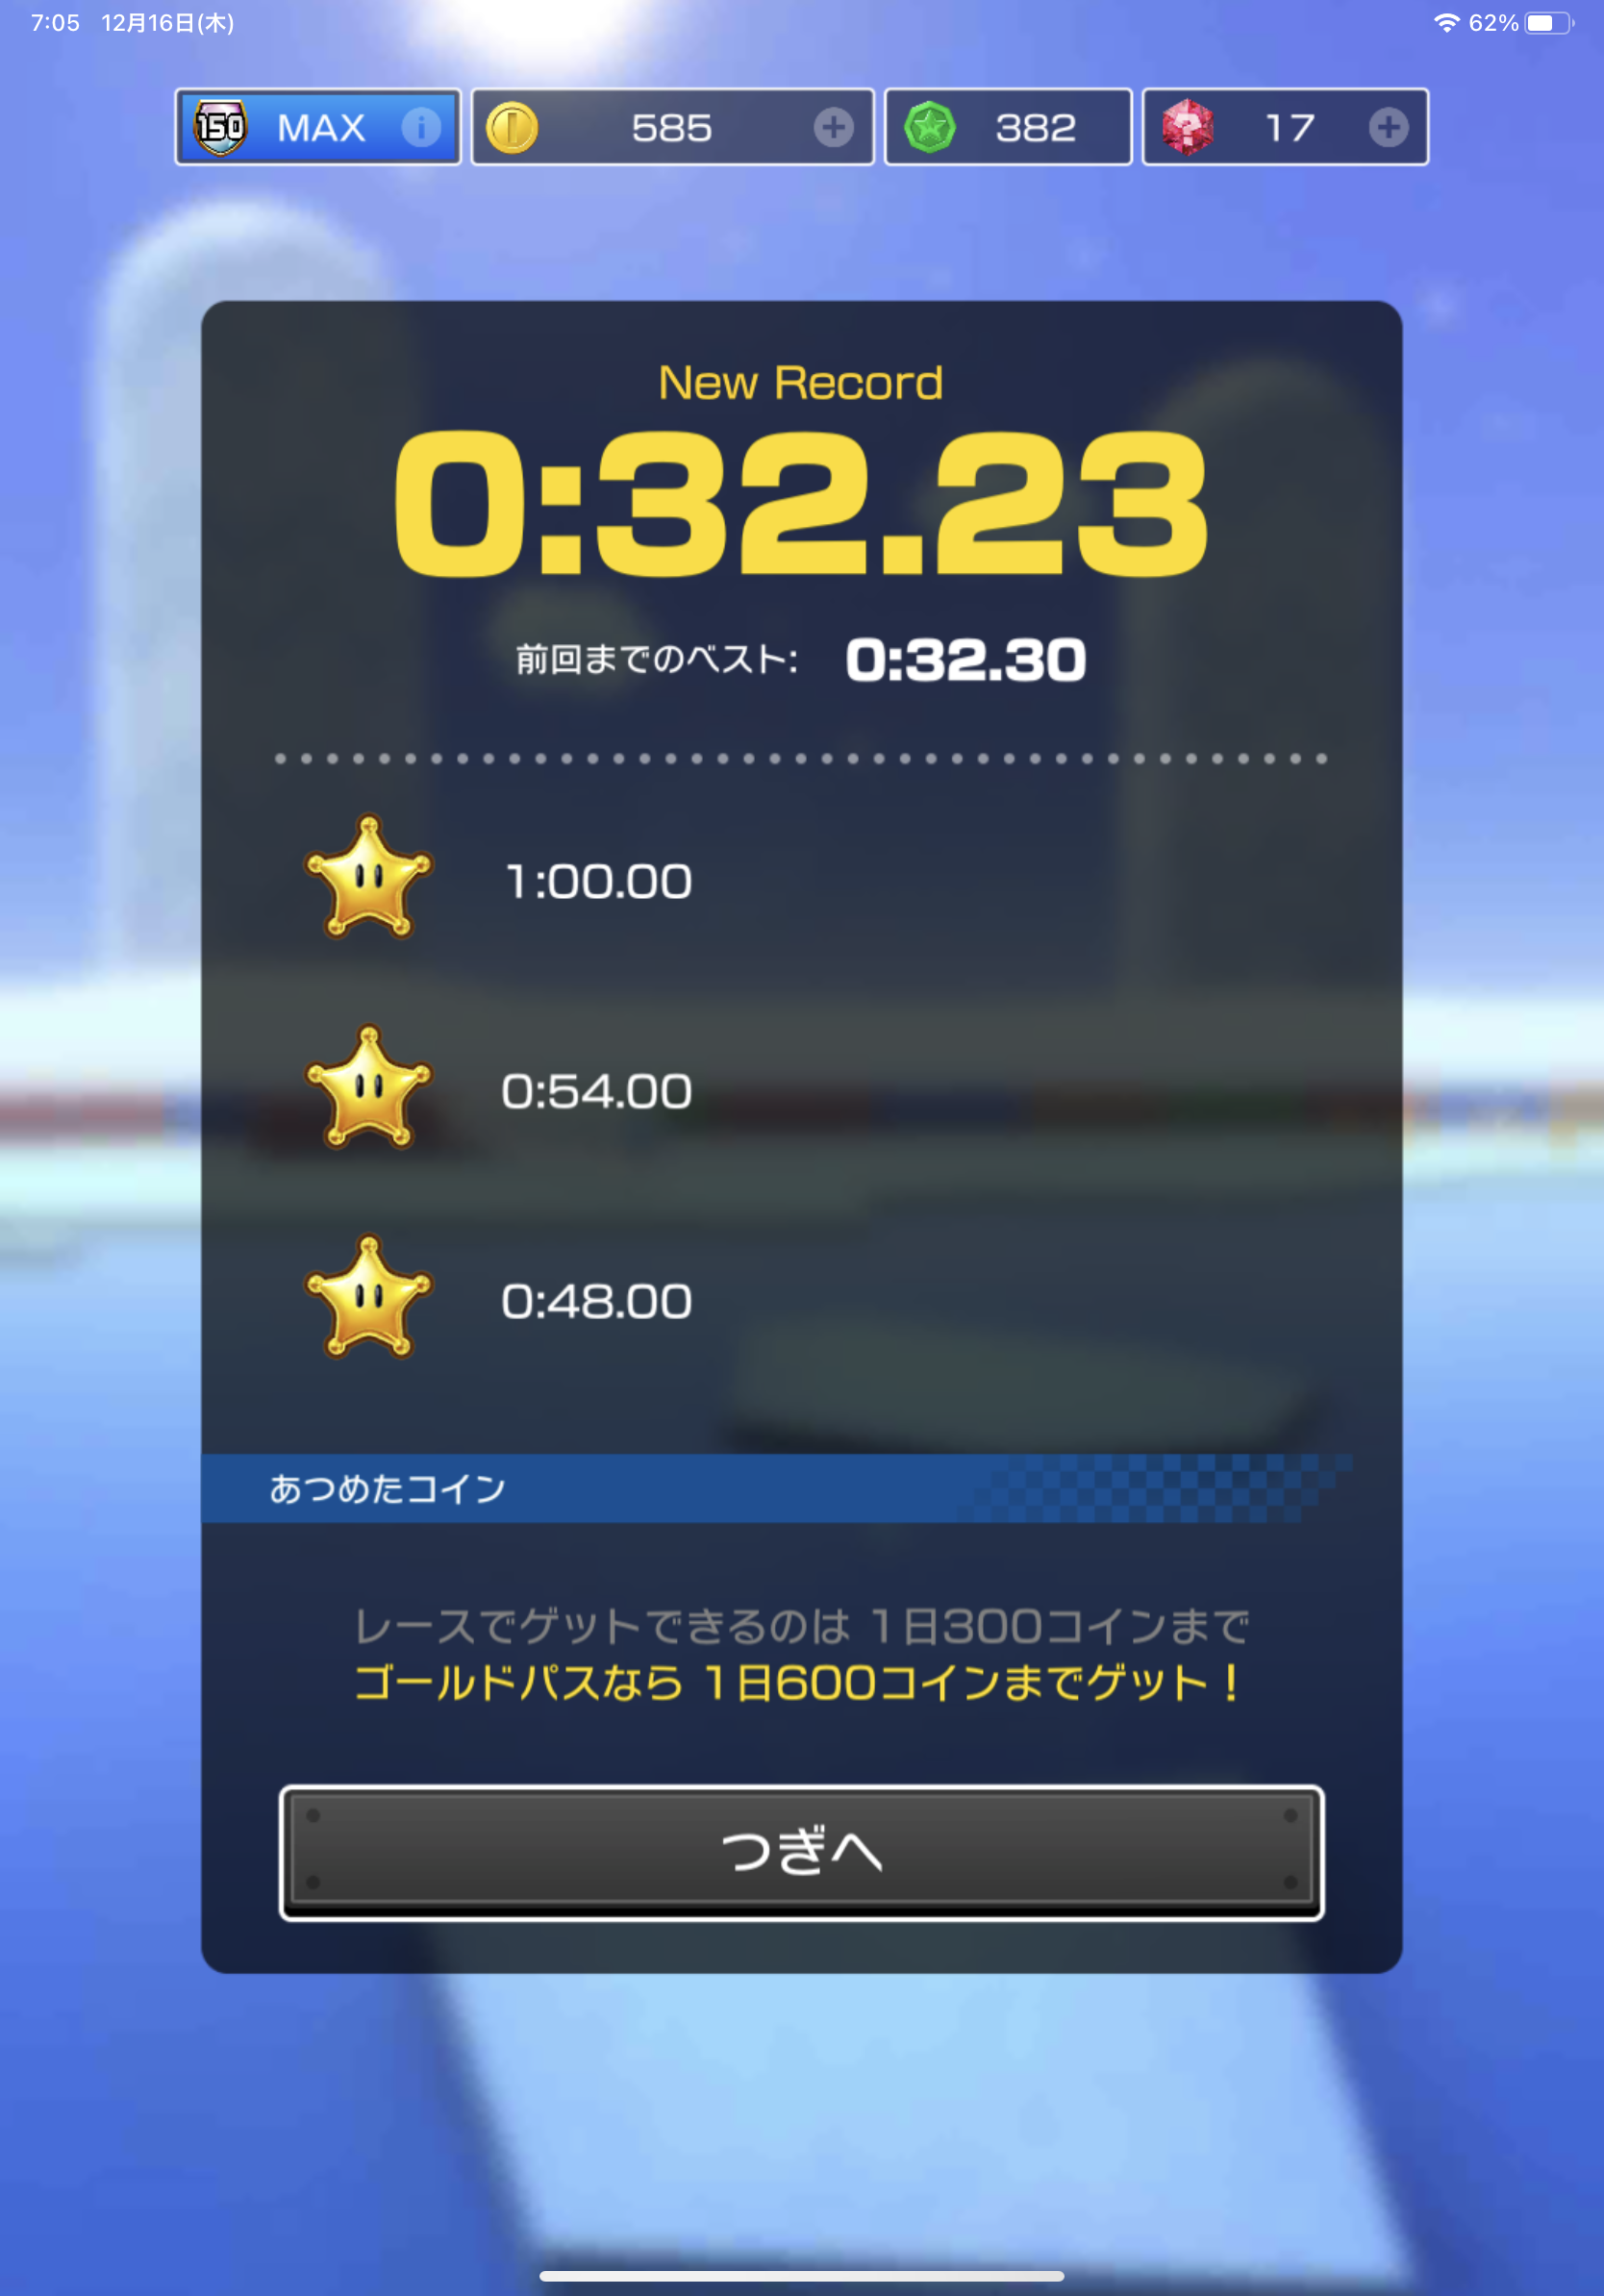 7:05 12月16日(木) 62%
150 MAX i 585 + 382 ? 17 +
New Record
0:32.23
前回までのベスト: 0:32.30
1:00.00
0:54.00
0:48.00
あつめたコイン
レースでゲットできるのは 1日300コインまで
ゴールドパスなら 1日600コインまでゲット！
つぎへ